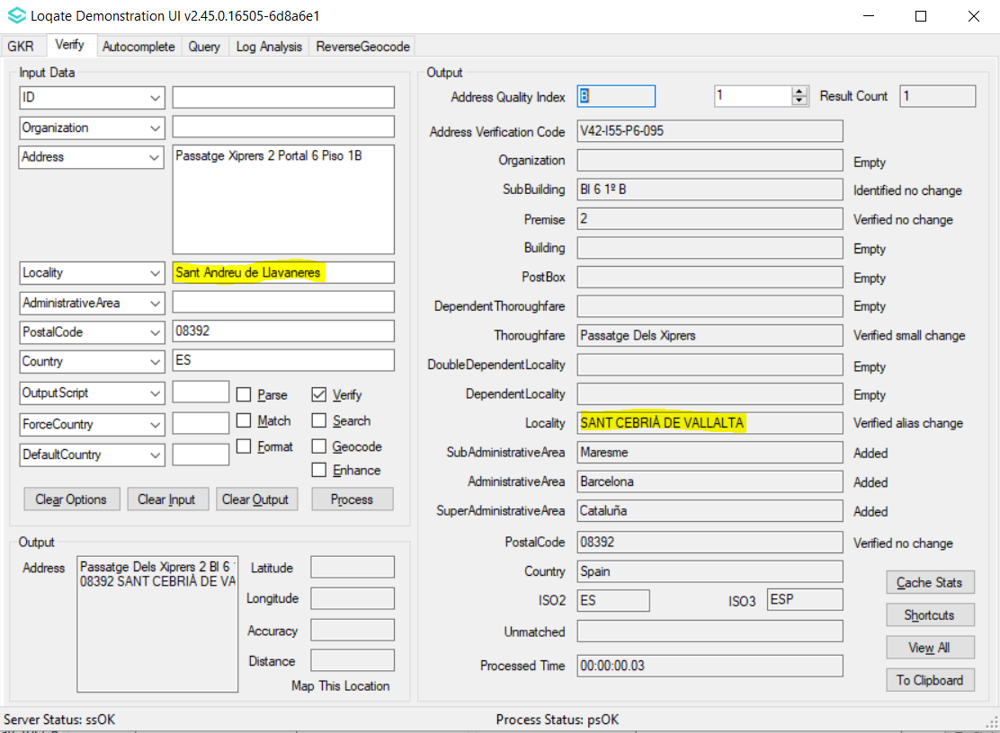 Loqate Demonstration UI v2.45.0.16505-6d8a6e1
GKR Verify Autocomplete Query Log Analysis ReverseGeocode
Input Data
ID
Organization
Address Passatge Xiprers 2 Portal 6 Piso 1B
Locality Sant Andreu de Llavaneres
AdministrativeArea
PostalCode 08392
Country ES
OutputScript Parse Verify
ForceCountry Match Search
DefaultCountry Format Geocode
Enhance
Clear Options Clear Input Clear Output Process
Output
Address Passatge Dels Xiprers 2 Bl 6
08392 SANT CEBRIÀ DE VA
Latitude
Longitude
Accuracy
Distance
Map This Location
Output
Address Quality Index B 1 Result Count 1
Address Verification Code V42-I55-P6-095
Organization Empty
SubBuilding Bl 6 1º B Identified no change
Premise 2 Verified no change
Building Empty
PostBox Empty
DependentThoroughfare Empty
Thoroughfare Passatge Dels Xiprers Verified small change
DoubleDependentLocality Empty
DependentLocality Empty
Locality SANT CEBRIÀ DE VALLALTA Verified alias change
SubAdministrativeArea Maresme Added
AdministrativeArea Barcelona Added
SuperAdministrativeArea Cataluña Added
PostalCode 08392 Verified no change
Country Spain
ISO2 ES ISO3 ESP
Unmatched
Processed Time 00:00:00.03
Cache Stats
Shortcuts
View All
To Clipboard
Server Status: ssOK Process Status: psOK